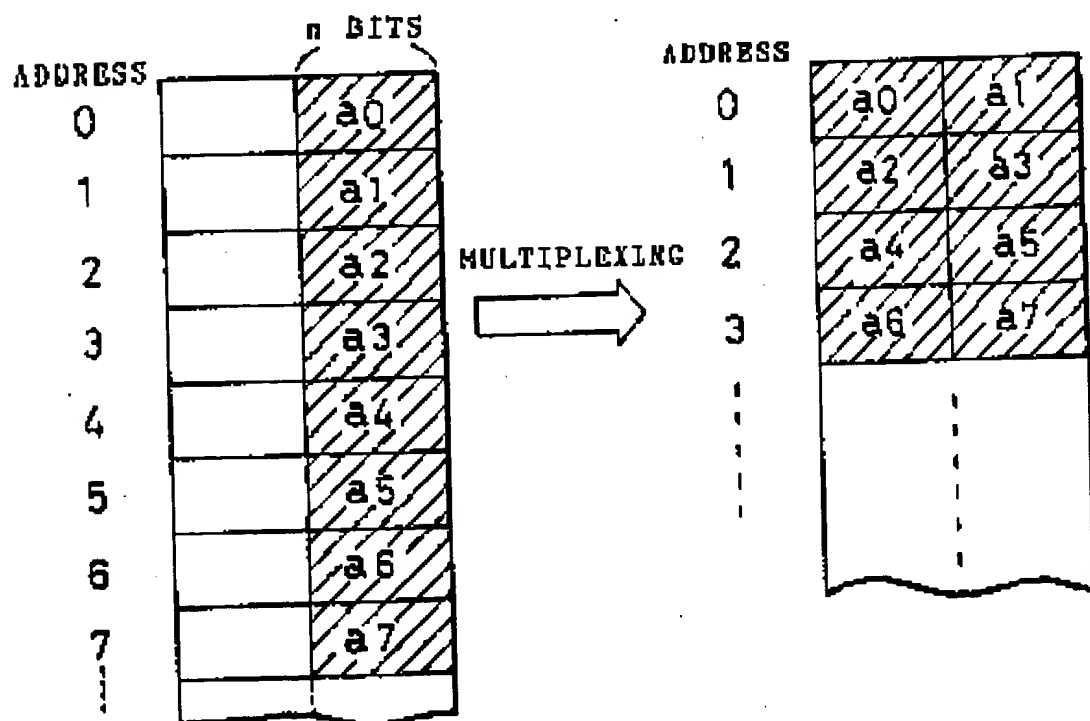 n BITS
ADDRESS
0 a0
1 a1
2 a2
3 a3
4 a4
5 a5
6 a6
7 a7
MULTIPLEXING
ADDRESS
0 a0 a1
1 a2 a3
2 a4 a5
3 a6 a7